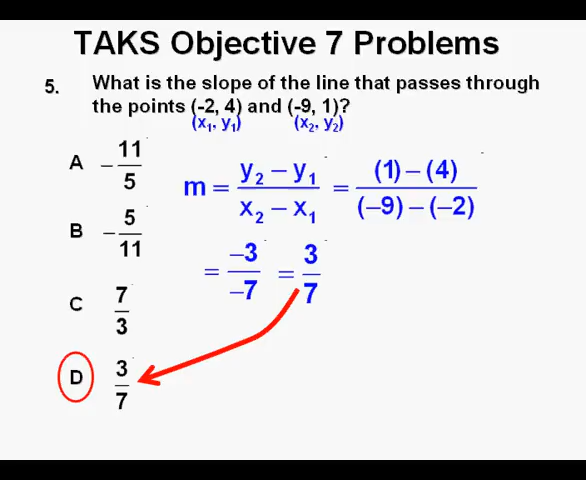 TAKS Objective 7 Problems
5. What is the slope of the line that passes through
the points (-2, 4) and (-9, 1)?
(x₁, y₁) (x₂, y₂)
A −11/5
B −5/11
C 7/3
D 3/7
m = (y₂ − y₁)/(x₂ − x₁) = ((1) − (4))/((−9) − (−2))
= −3/−7 = 3/7